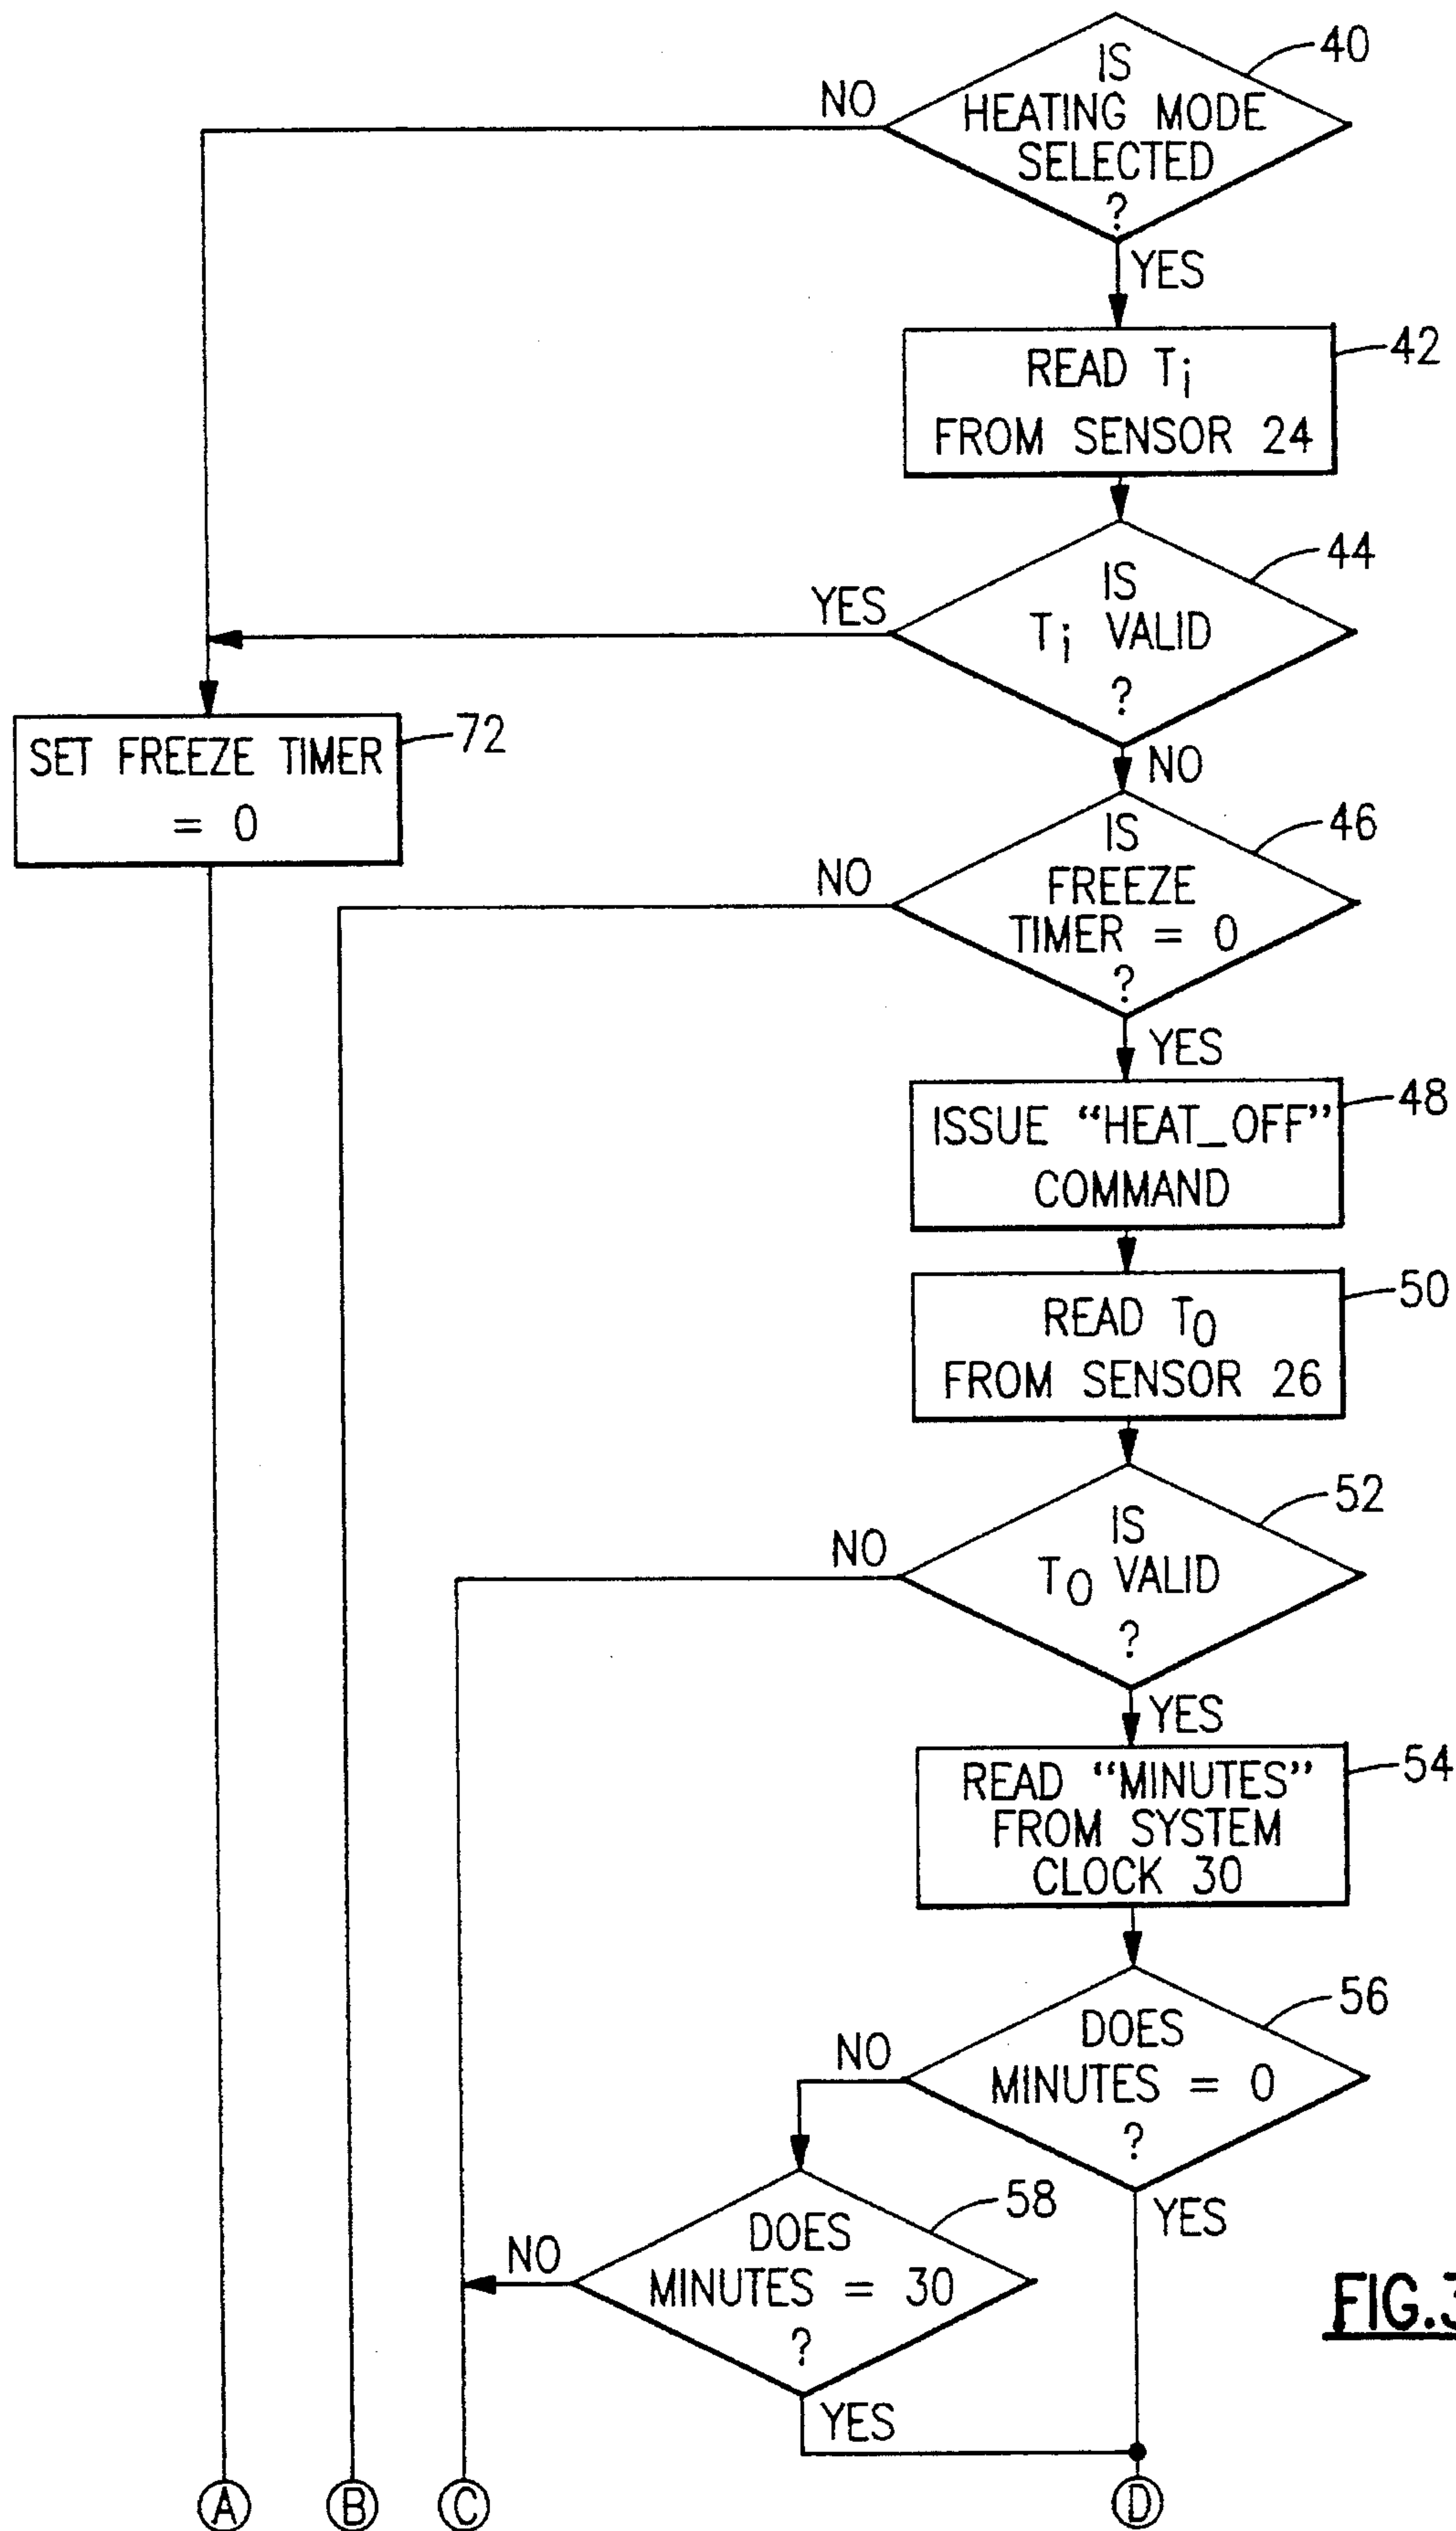 40
IS
HEATING MODE
SELECTED
?
NO
YES
42
READ Ti
FROM SENSOR 24
44
IS
Ti VALID
?
YES
NO
72
SET FREEZE TIMER
= 0
46
IS
FREEZE
TIMER = 0
?
NO
YES
48
ISSUE “HEAT_OFF”
COMMAND
50
READ TO
FROM SENSOR 26
52
IS
TO VALID
?
NO
YES
54
READ “MINUTES”
FROM SYSTEM
CLOCK 30
56
DOES
MINUTES = 0
?
NO
YES
58
DOES
MINUTES = 30
?
NO
YES
FIG.3
A B C D